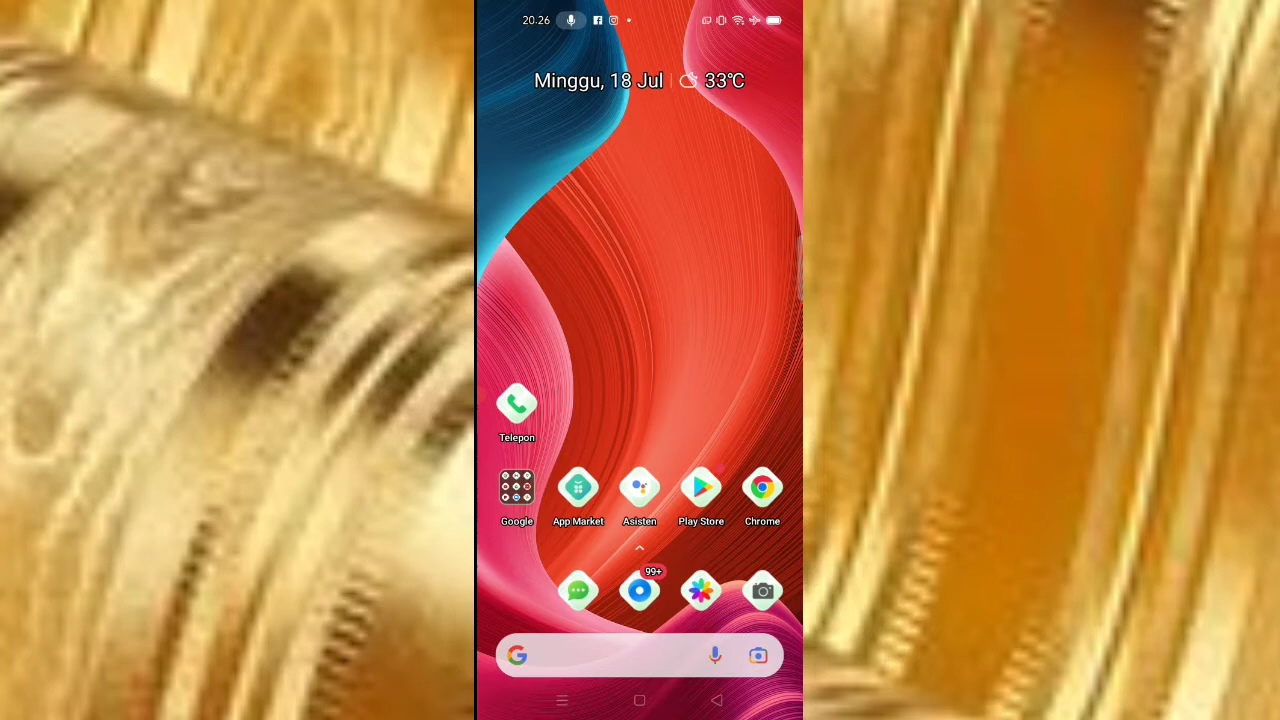 20.26
Minggu, 18 Jul 33°C
Telepon
Google App Market Asisten Play Store Chrome
99+